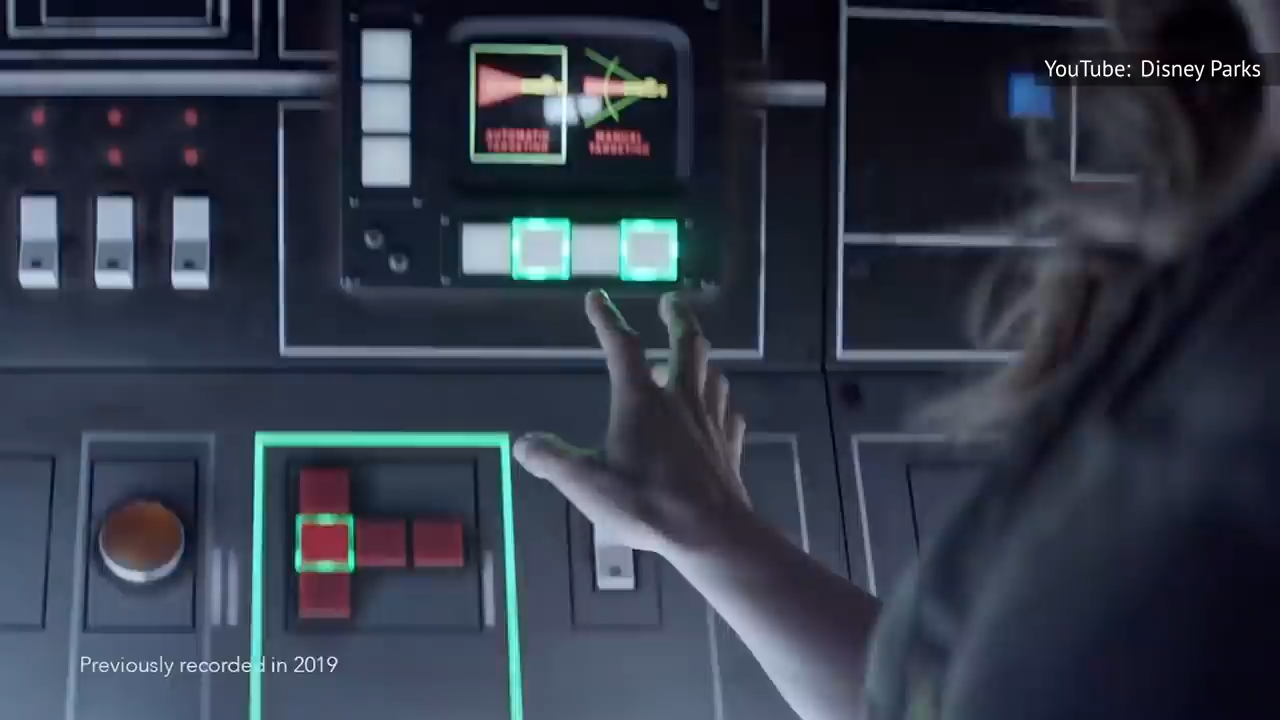 YouTube: Disney Parks
AUTOMATIC
TARGETING
MANUAL
TARGETING
Previously recorded in 2019